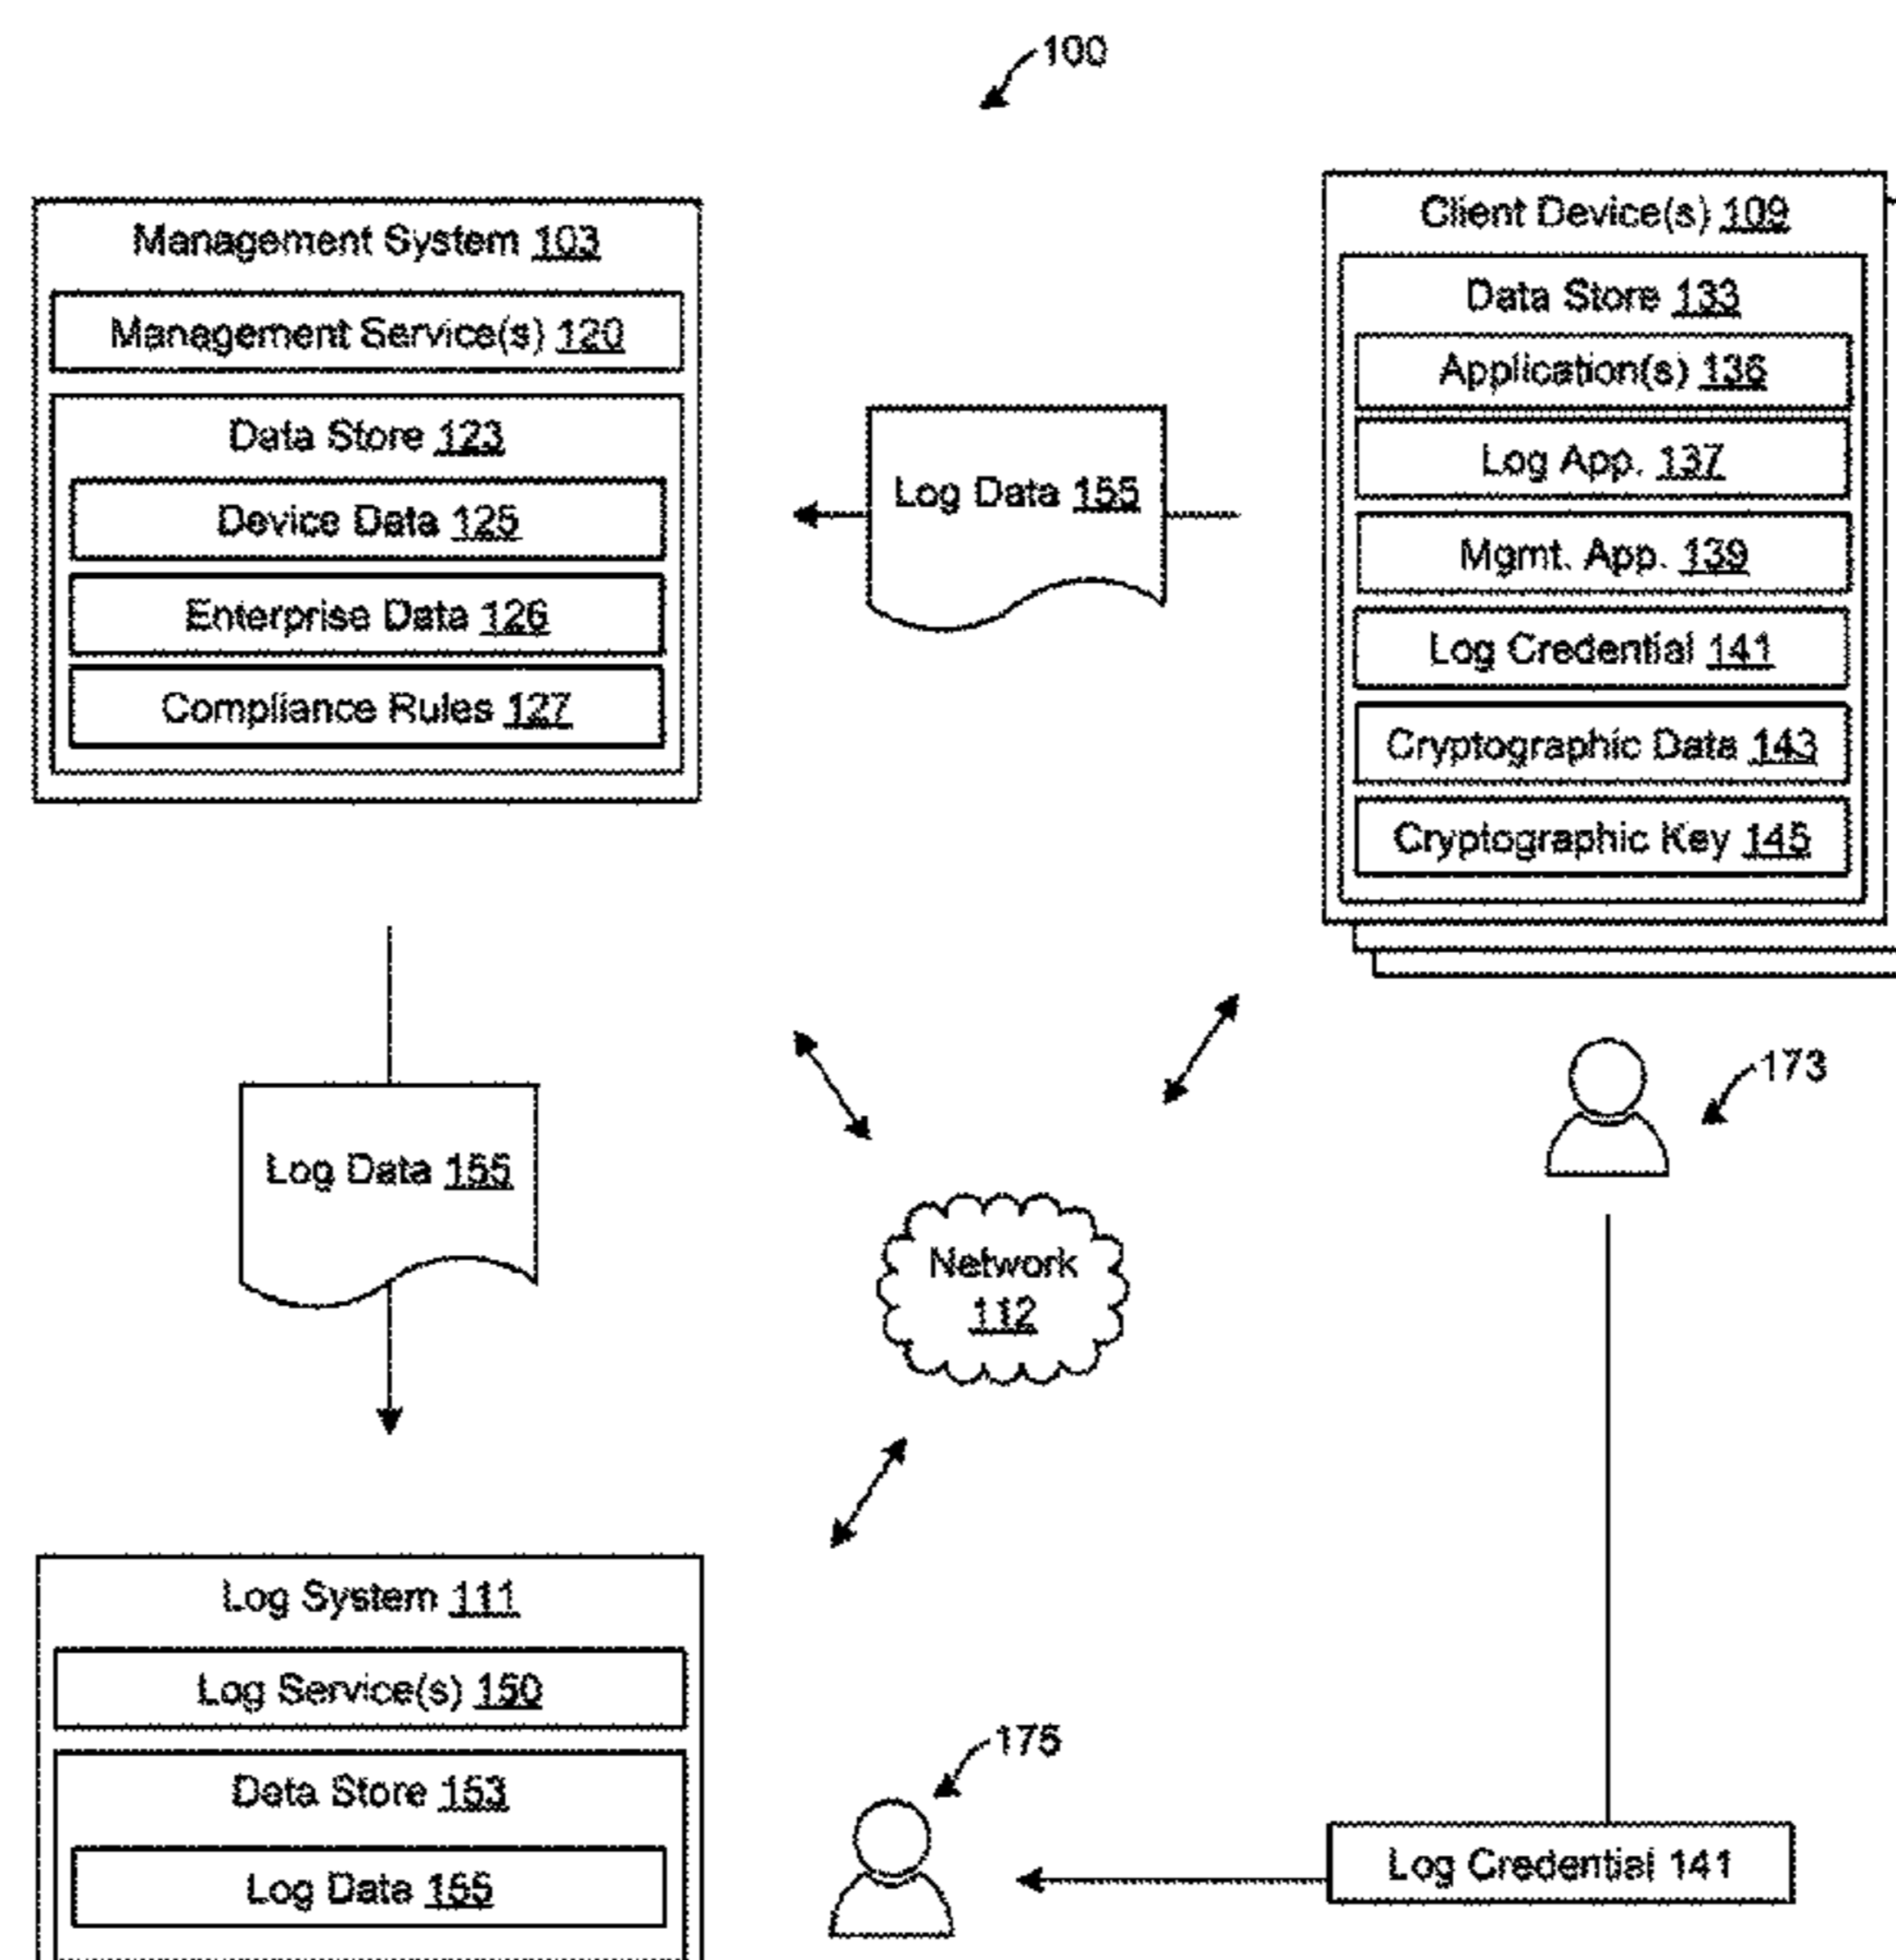 100
Management System 103
Management Service(s) 120
Data Store 123
Device Data 125
Enterprise Data 126
Compliance Rules 127
Log Data 155
Client Device(s) 109
Data Store 133
Application(s) 136
Log App. 137
Mgmt. App. 139
Log Credential 141
Cryptographic Data 143
Cryptographic Key 145
173
Log Data 155
Network
112
Log System 111
Log Service(s) 150
Data Store 153
Log Data 155
175
Log Credential 141